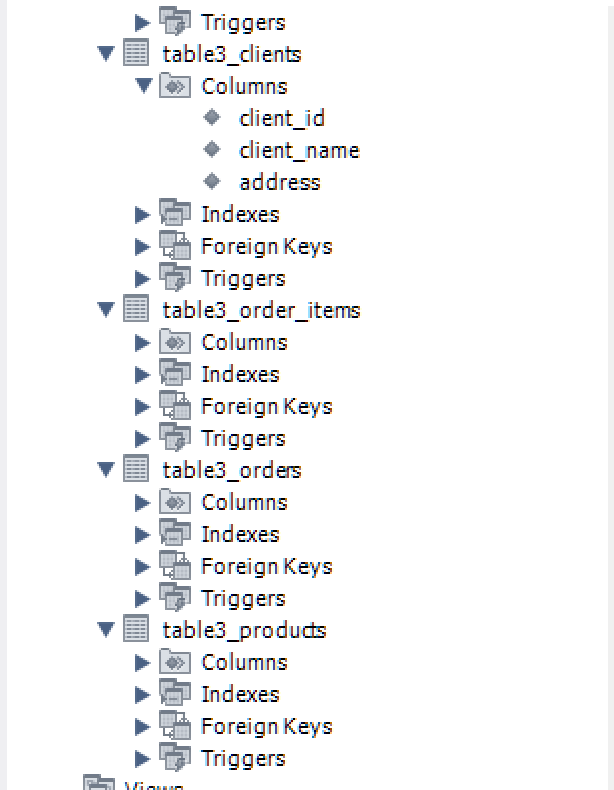 Triggers
table3_clients
Columns
client_id
client_name
address
Indexes
Foreign Keys
Triggers
table3_order_items
Columns
Indexes
Foreign Keys
Triggers
table3_orders
Columns
Indexes
Foreign Keys
Triggers
table3_products
Columns
Indexes
Foreign Keys
Triggers
Views